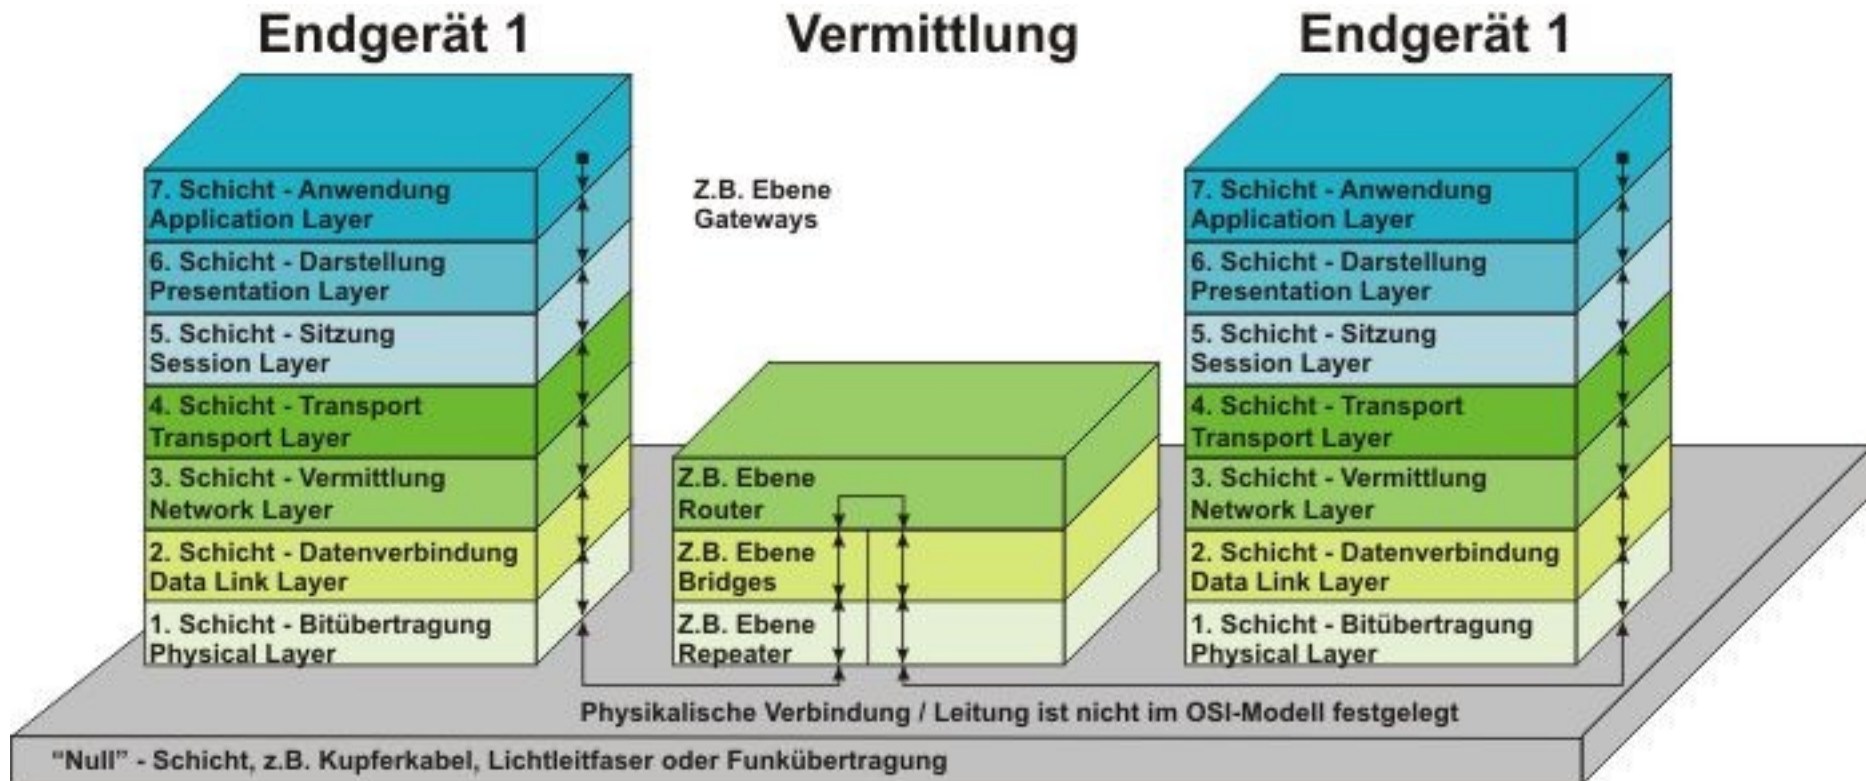 Endgerät 1
Vermittlung
Endgerät 1
7. Schicht - Anwendung
Application Layer
6. Schicht - Darstellung
Presentation Layer
5. Schicht - Sitzung
Session Layer
4. Schicht - Transport
Transport Layer
3. Schicht - Vermittlung
Network Layer
2. Schicht - Datenverbindung
Data Link Layer
1. Schicht - Bitübertragung
Physical Layer
Z.B. Ebene
Gateways
Z.B. Ebene
Router
Z.B. Ebene
Bridges
Z.B. Ebene
Repeater
7. Schicht - Anwendung
Application Layer
6. Schicht - Darstellung
Presentation Layer
5. Schicht - Sitzung
Session Layer
4. Schicht - Transport
Transport Layer
3. Schicht - Vermittlung
Network Layer
2. Schicht - Datenverbindung
Data Link Layer
1. Schicht - Bitübertragung
Physical Layer
Physikalische Verbindung / Leitung ist nicht im OSI-Modell festgelegt
“Null” - Schicht, z.B. Kupferkabel, Lichtleitfaser oder Funkübertragung